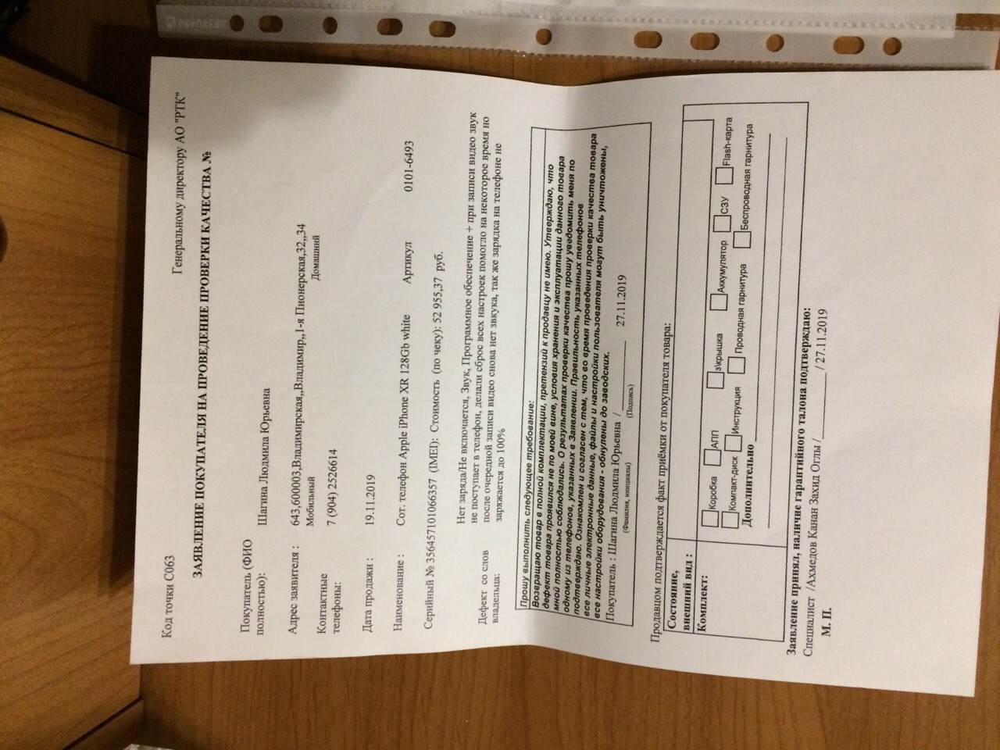 Код точки C063
Генеральному директору АО "РТК"
ЗАЯВЛЕНИЕ ПОКУПАТЕЛЯ НА ПРОВЕДЕНИЕ ПРОВЕРКИ КАЧЕСТВА №
Покупатель (ФИО полностью): Шагина Людмила Юрьевна
Адрес заявителя : 643,600003,Владимирская,,Владимир,,1-я Пионерская,32,,34
Контактные телефоны: Мобильный Домашний
7 (904) 2526614
Дата продажи : 19.11.2019
Наименование : Сот. телефон Apple iPhone XR 128Gb white Артикул 0101-6493
Серийный № 356457101066357 (IMEI): Стоимость (по чеку): 52 955,37 руб.
Дефект со слов владельца: Нет заряда/Не включается, Звук, Программное обеспечение + при записи видео звук
не поступает в телефон, делали сброс всех настроек помогло на некоторое время но
после очередной записи видео снова нет звкука, так же зарядка на телефоне не
заряжается до 100%
Прошу выполнить следующее требование:
Возвращаю товар в полной комплектации, претензий к продавцу не имею. Утверждаю, что
дефект товара проявился не по моей вине, условия хранения и эксплуатации данного товара
мной полностью соблюдались. О результатах проверки качества прошу уведомить меня по
одному из телефонов, указанных в Заявлении. Правильность указанных телефонов
подтверждаю. Ознакомлен и согласен с тем, что во время проведения проверки качества товара
все личные электронные данные, файлы и настройки пользователя могут быть уничтожены,
все настройки оборудования - обнулены до заводских.
Покупатель : Шагина Людмила Юрьевна / 27.11.2019
(Фамилия, инициалы) (Подпись)
Продавцом подтверждается факт приёмки от покупателя товара:
Состояние,
внешний вид :
Комплект: Коробка АПП з\крышка Аккумулятор СЗУ Flash-карта
Компакт-диск Инструкция Проводная гарнитура Беспроводная гарнитура
Дополнительно
Заявление принял, наличие гарантийного талона подтверждаю:
Специалист /Ахмедов Канан Захид Оглы / / 27.11.2019
М. П.